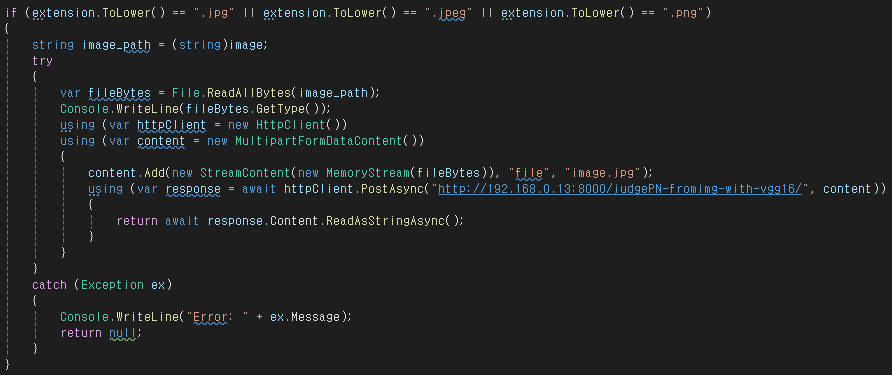 if (extension.ToLower() == ".jpg" || extension.ToLower() == ".jpeg" || extension.ToLower() == ".png")
{
string image_path = (string)image;
try
{
var fileBytes = File.ReadAllBytes(image_path);
Console.WriteLine(fileBytes.GetType());
using (var httpClient = new HttpClient())
using (var content = new MultipartFormDataContent())
{
content.Add(new StreamContent(new MemoryStream(fileBytes)), "file", "image.jpg");
using (var response = await httpClient.PostAsync("http://192.168.0.13:8000/judgePN-fromimg-with-vgg16/", content))
{
return await response.Content.ReadAsStringAsync();
}
}
}
catch (Exception ex)
{
Console.WriteLine("Error: " + ex.Message);
return null;
}
}